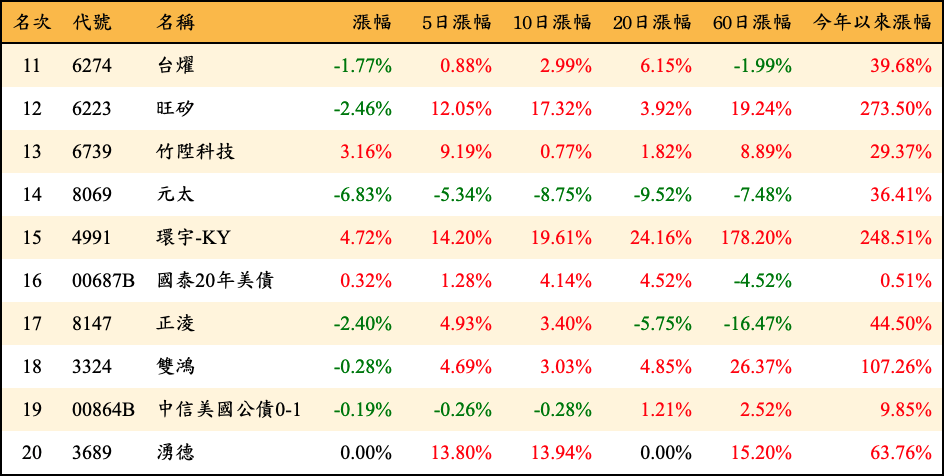 名次 代號 名稱 漲幅 5日漲幅 10日漲幅 20日漲幅 60日漲幅 今年以來漲幅
11 6274 台燿 -1.77% 0.88% 2.99% 6.15% -1.99% 39.68%
12 6223 旺矽 -2.46% 12.05% 17.32% 3.92% 19.24% 273.50%
13 6739 竹陞科技 3.16% 9.19% 0.77% 1.82% 8.89% 29.37%
14 8069 元太 -6.83% -5.34% -8.75% -9.52% -7.48% 36.41%
15 4991 環宇-KY 4.72% 14.20% 19.61% 24.16% 178.20% 248.51%
16 00687B 國泰20年美債 0.32% 1.28% 4.14% 4.52% -4.52% 0.51%
17 8147 正淩 -2.40% 4.93% 3.40% -5.75% -16.47% 44.50%
18 3324 雙鴻 -0.28% 4.69% 3.03% 4.85% 26.37% 107.26%
19 00864B 中信美國公債0-1 -0.19% -0.26% -0.28% 1.21% 2.52% 9.85%
20 3689 湧德 0.00% 13.80% 13.94% 0.00% 15.20% 63.76%